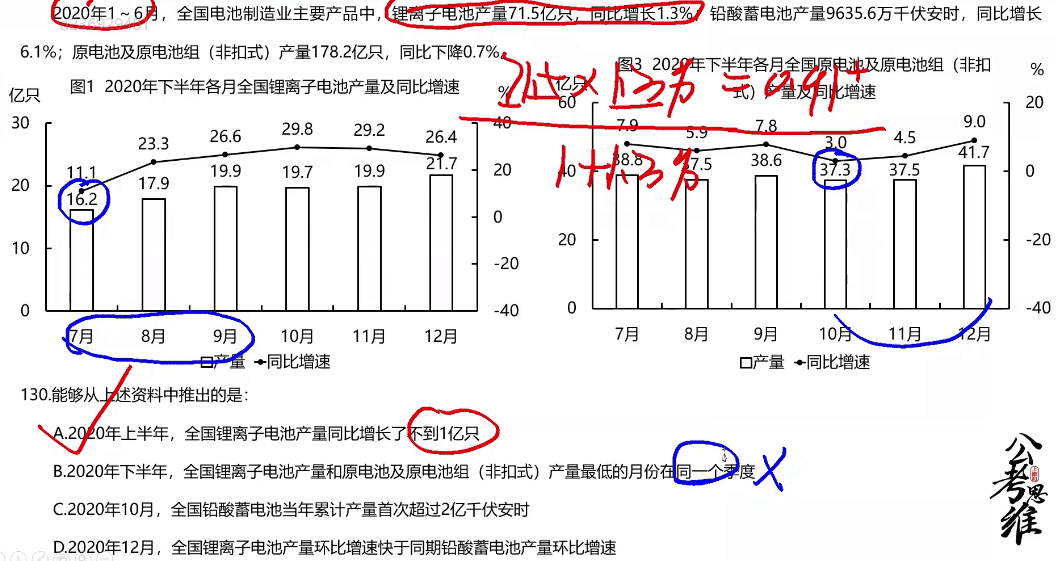 2020年1～6月，全国电池制造业主要产品中，锂离子电池产量71.5亿只，同比增长1.3%，铅酸蓄电池产量9635.6万千伏安时，同比增长
6.1%；原电池及原电池组（非扣式）产量178.2亿只，同比下降0.7%。
图1 2020年下半年各月全国锂离子电池产量及同比增速
亿只
%
30
20
10
0
40
20
0
-20
-40
11.1
23.3
26.6
29.8
29.2
26.4
16.2
17.9
19.9
19.7
19.9
21.7
7月
8月
9月
10月
11月
12月
产量
同比增速
图3 2020年下半年各月全国原电池及原电池组（非扣
式）产量及同比增速
亿只
%
60
40
20
0
20
0
-20
-40
7.9
5.9
7.8
3.0
4.5
9.0
38.8
37.5
38.6
37.3
37.5
41.7
7月
8月
9月
10月
11月
12月
产量
同比增速
1+1.3%
130.能够从上述资料中推出的是：
A.2020年上半年，全国锂离子电池产量同比增长了不到1亿只
B.2020年下半年，全国锂离子电池产量和原电池及原电池组（非扣式）产量最低的月份在同一个季度
C.2020年10月，全国铅酸蓄电池当年累计产量首次超过2亿千伏安时
D.2020年12月，全国锂离子电池产量环比增速快于同期铅酸蓄电池产量环比增速
公考思维